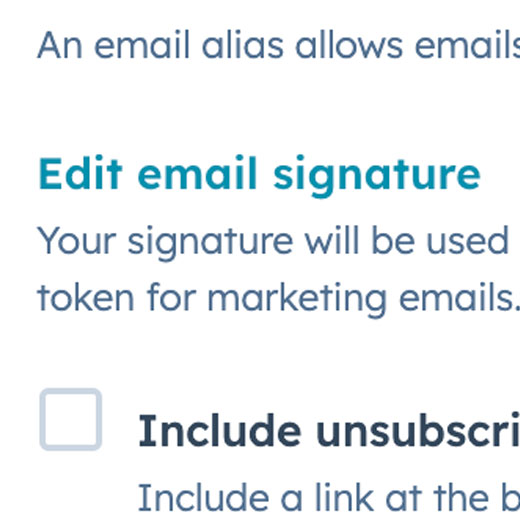 An email alias allows emails
Edit email signature
Your signature will be used
token for marketing emails.
Include unsubscri
Include a link at the b